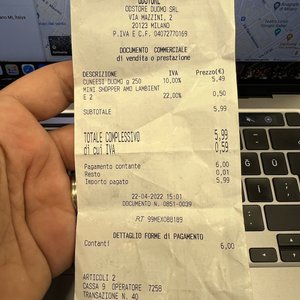 ODSTORE
ODSTORE DUOMO SRL
VIA MAZZINI, 2
20123 MILANO
P.IVA E C.F. 04072770169
DOCUMENTO COMMERCIALE
di vendita o prestazione
DESCRIZIONE IVA Prezzo(€)
CUNEESI DUOMO g 250 10,00% 5,49
MINI SHOPPER AMO LAMBIENT
E 2 22,00% 0,50
SUBTOTALE 5,99
TOTALE COMPLESSIVO 5,99
di cui IVA 0,59
Pagamento contante 6,00
Resto 0,01
Importo pagato 5,99
22-04-2022 15:01
DOCUMENTO N. 0851-0039
RT 99MEX088189
DETTAGLIO FORME di PAGAMENTO
Contanti 6,00
ARTICOLI 2
CASSA 9 OPERATORE 7258
TRANSAZIONE N. 40